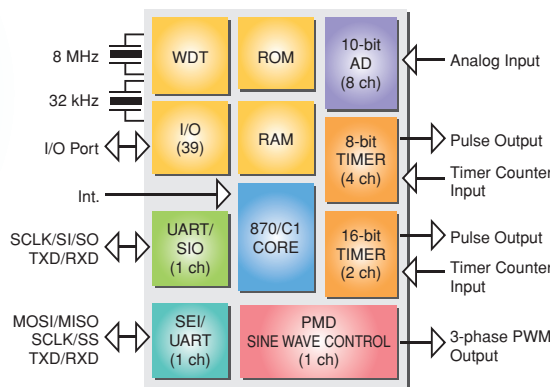 8 MHz
32 kHz
I/O Port
Int.
SCLK/SI/SO
TXD/RXD
MOSI/MISO
SCLK/SS
TXD/RXD
WDT
ROM
10-bit
AD
(8 ch)
I/O
(39)
RAM
8-bit
TIMER
(4 ch)
UART/
SIO
(1 ch)
870/C1
CORE
16-bit
TIMER
(2 ch)
SEI/
UART
(1 ch)
PMD
SINE WAVE CONTROL
(1 ch)
Analog Input
Pulse Output
Timer Counter
Input
Pulse Output
Timer Counter
Input
3-phase PWM
Output